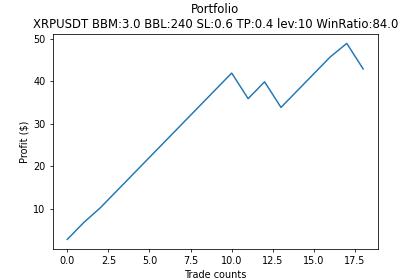 Portfolio
XRPUSDT BBM:3.0 BBL:240 SL:0.6 TP:0.4 lev:10 WinRatio:84.0
50
40
30
20
10
Profit ($)
0.0 2.5 5.0 7.5 10.0 12.5 15.0 17.5
Trade counts